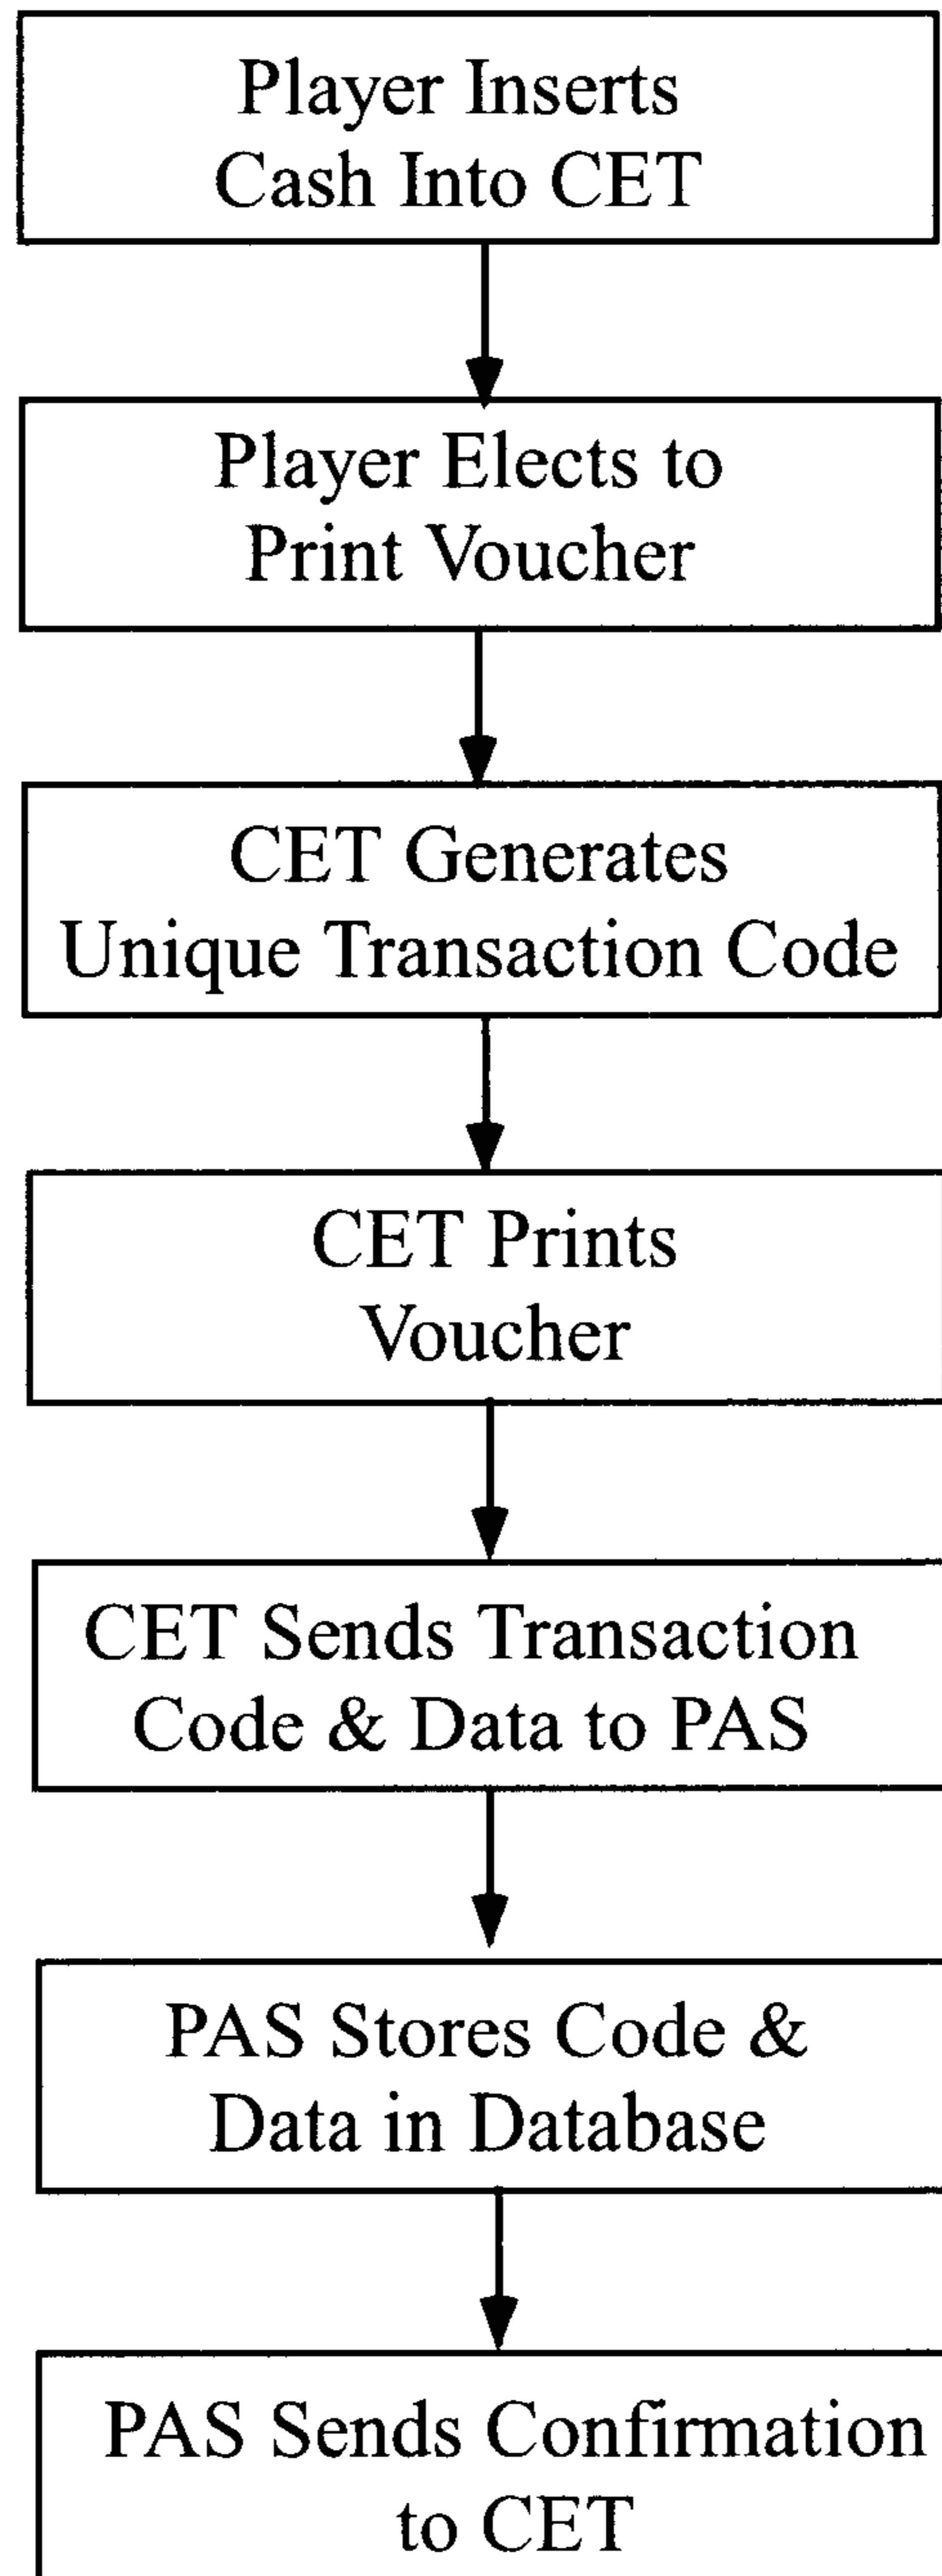 Player Inserts
Cash Into CET
Player Elects to
Print Voucher
CET Generates
Unique Transaction Code
CET Prints
Voucher
CET Sends Transaction
Code & Data to PAS
PAS Stores Code &
Data in Database
PAS Sends Confirmation
to CET